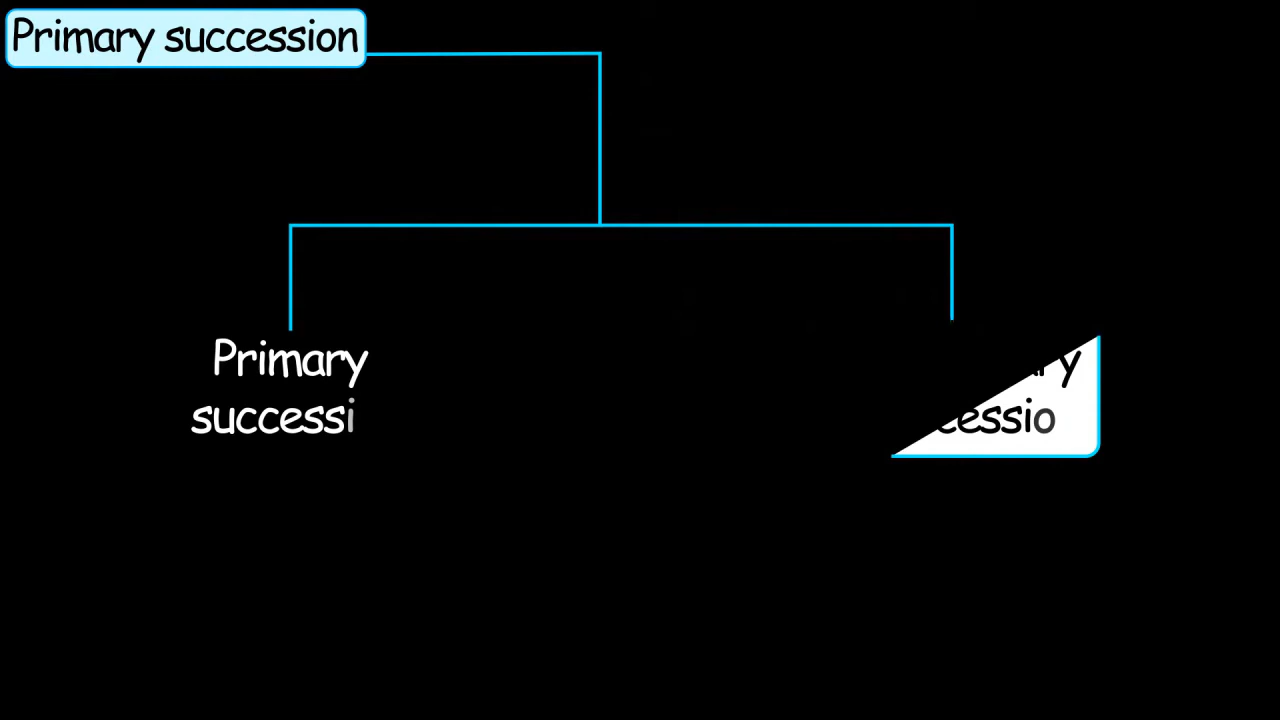 Primary succession
Primary
successi
y
cessio